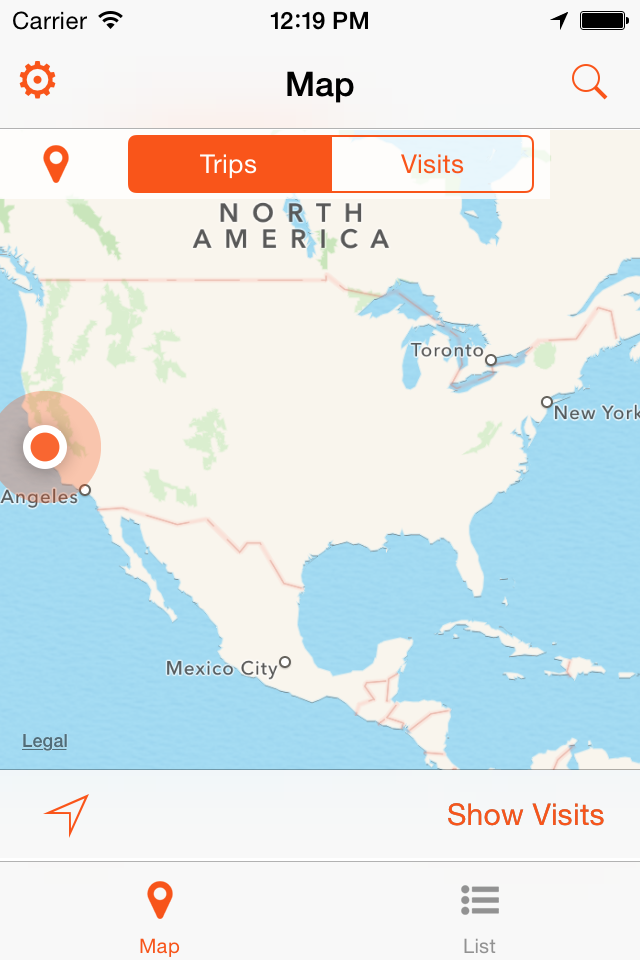 Carrier 12:19 PM
Map
Trips Visits
NORTH
AMERICA
Toronto
New York
Angeles
Mexico City
Legal
Show Visits
Map List